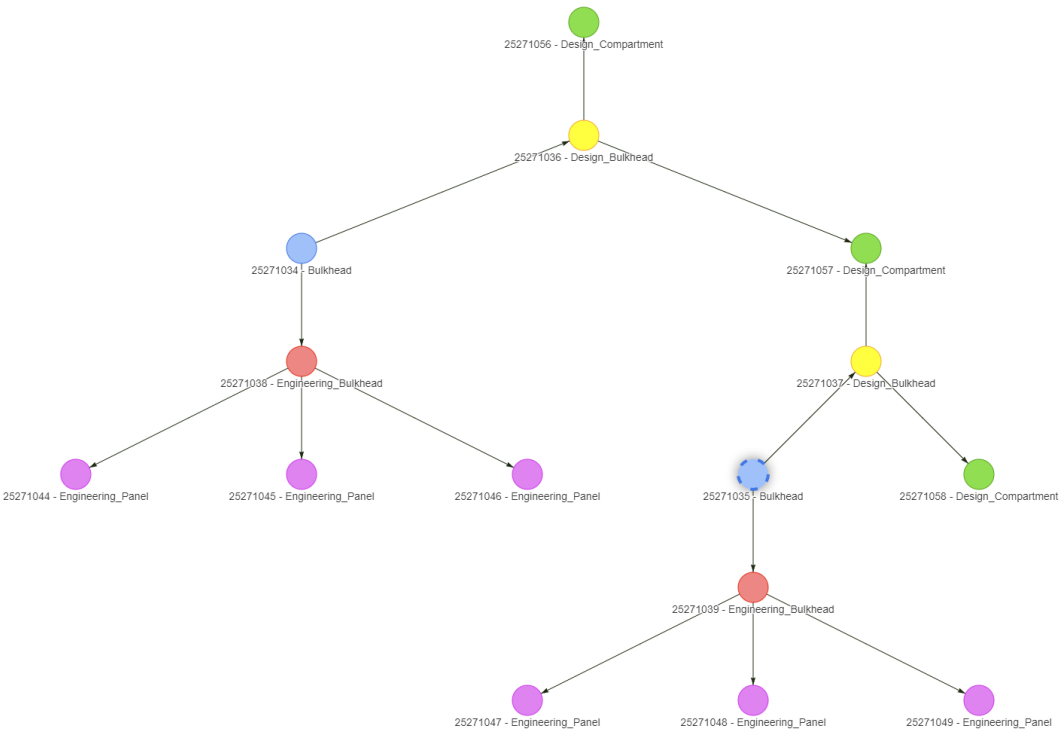 25271056 - Design_Compartment
25271036 - Design_Bulkhead
25271034 - Bulkhead
25271057 - Design_Compartment
25271038 - Engineering_Bulkhead
25271037 - Design_Bulkhead
25271044 - Engineering_Panel
25271045 - Engineering_Panel
25271046 - Engineering_Panel
25271035 - Bulkhead
25271058 - Design_Compartment
25271039 - Engineering_Bulkhead
25271047 - Engineering_Panel
25271048 - Engineering_Panel
25271049 - Engineering_Panel